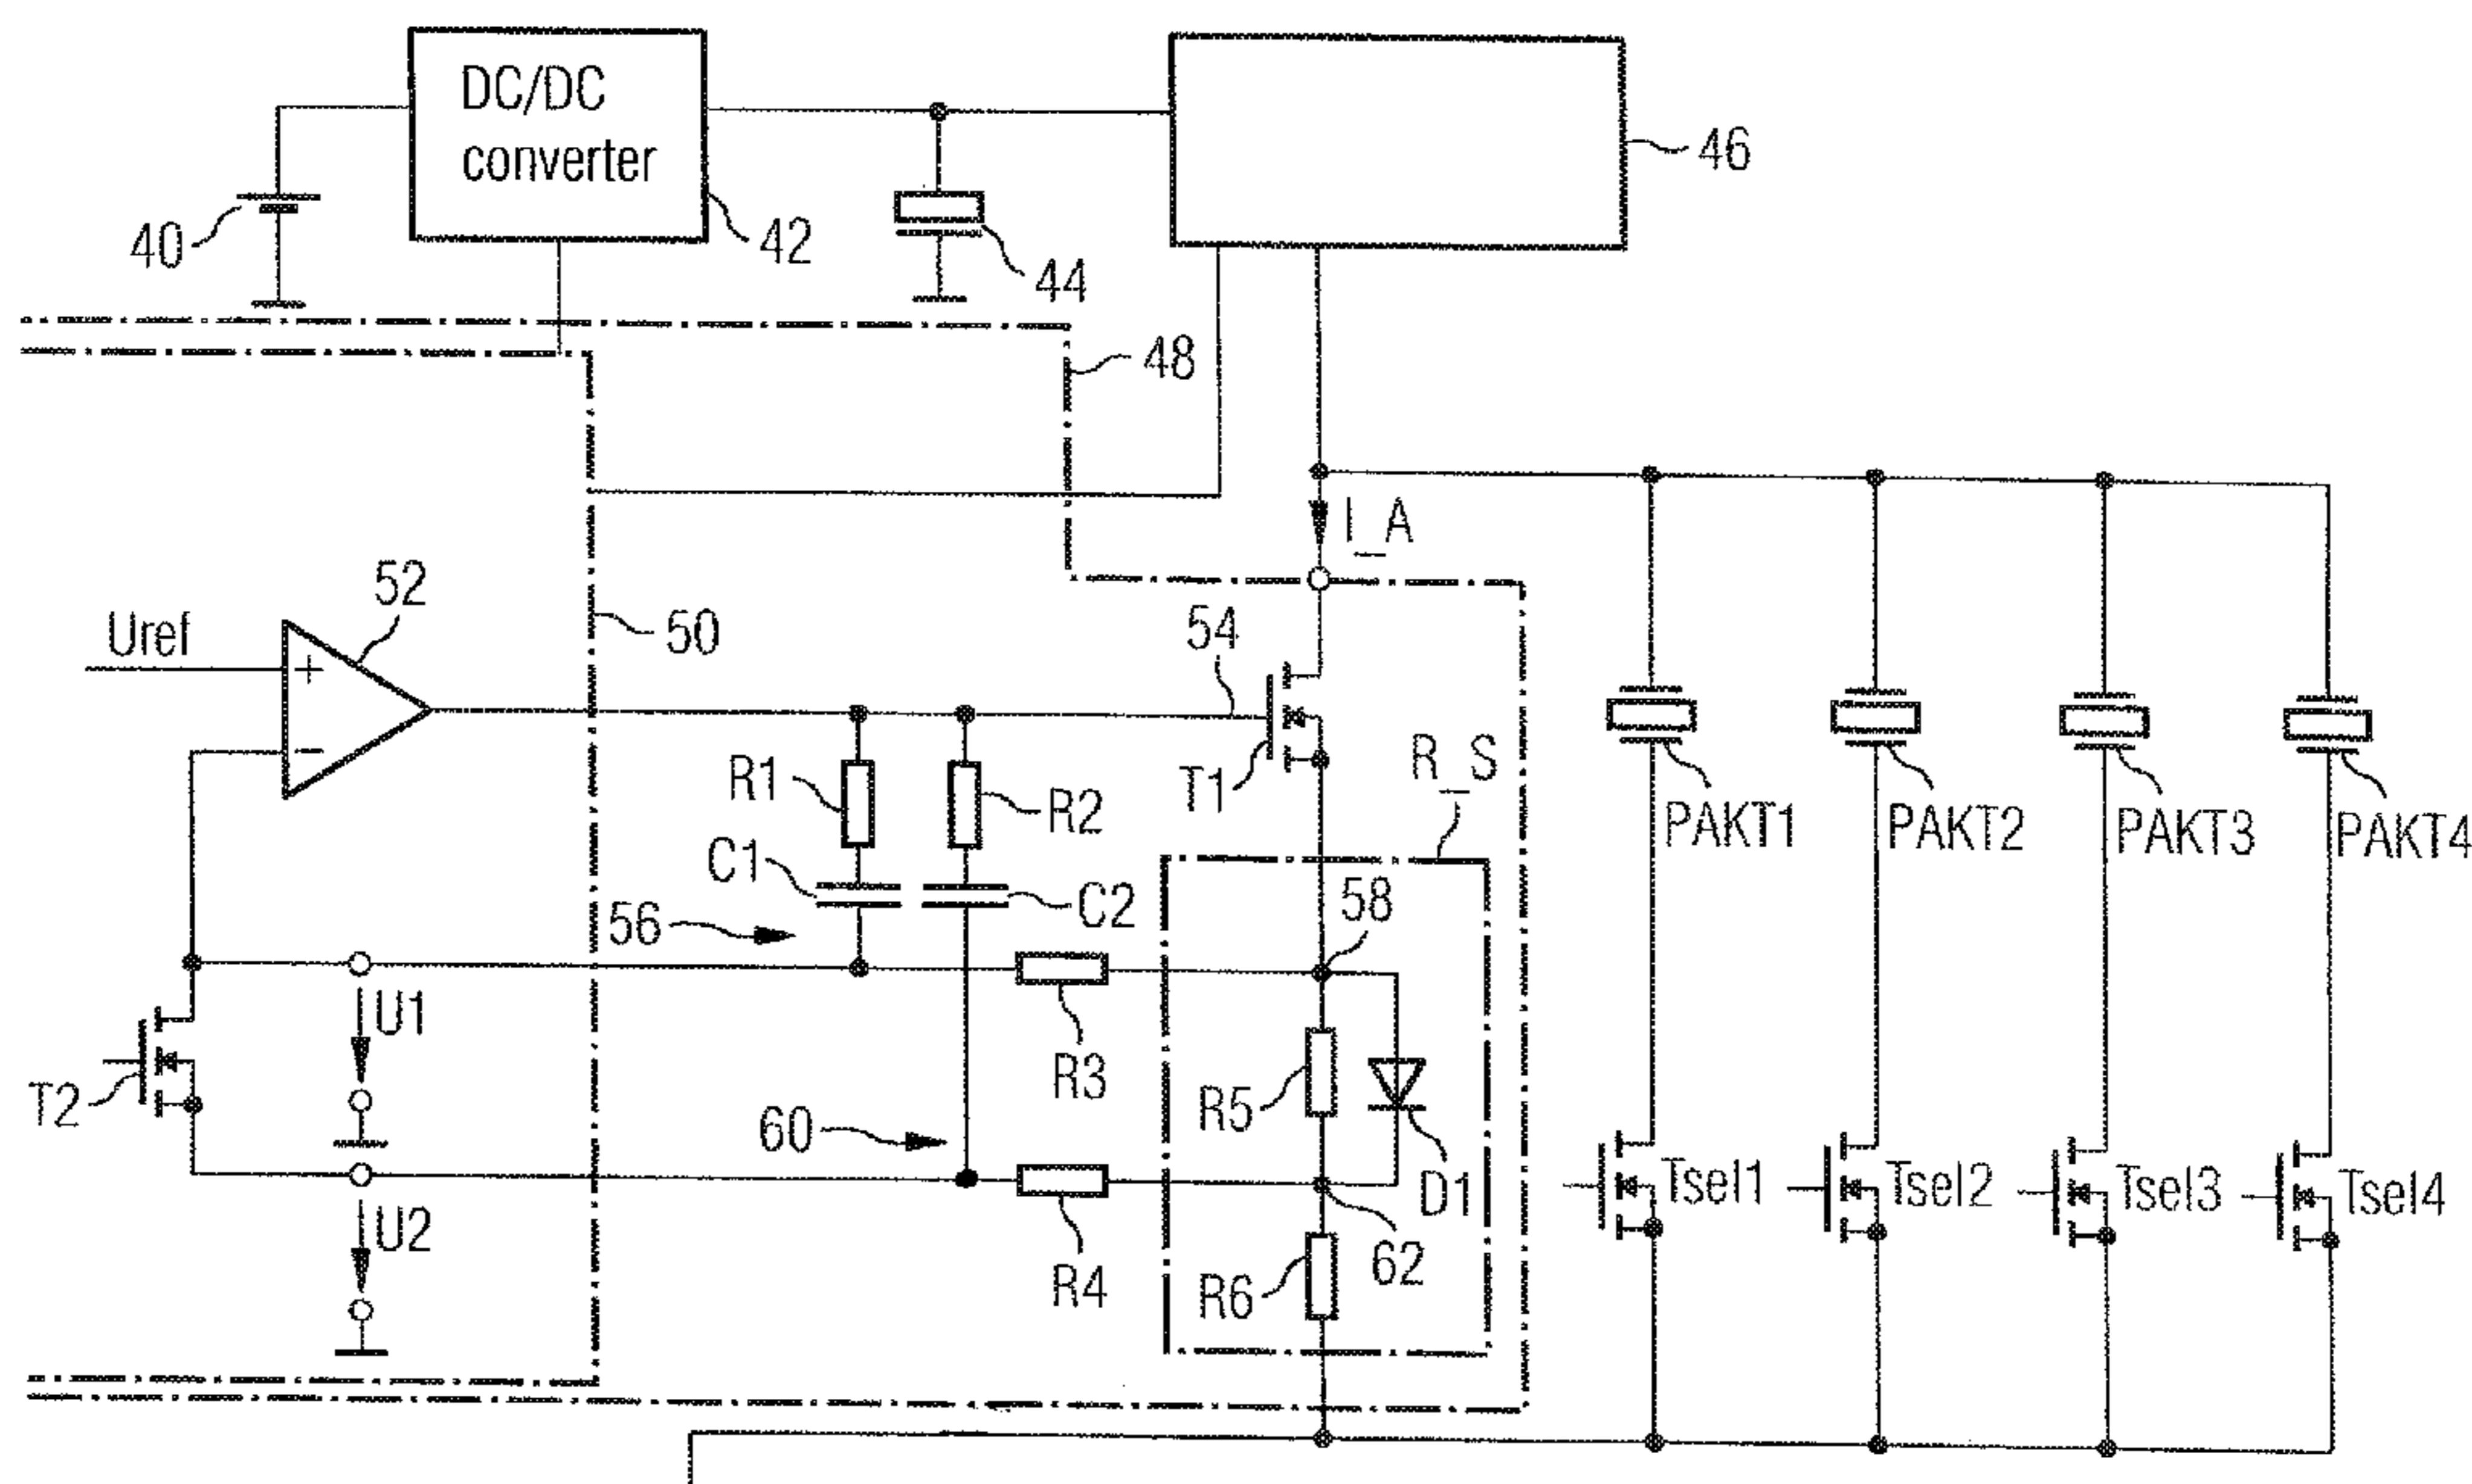 DC/DC
converter
46
40
42
44
48
I_A
52
Uref
50
54
+
−
R_S
R1
R2
T1
PAKT1
PAKT2
PAKT3
PAKT4
C1
C2
58
56
U1
R3
R5
T2
60
D1
Tsel1
Tsel2
Tsel3
Tsel4
U2
R4
R6
62